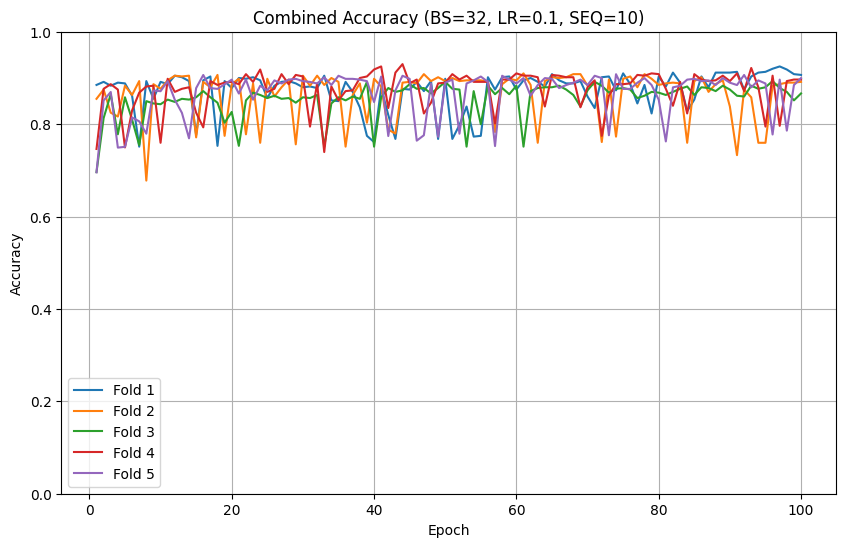 Combined Accuracy (BS=32, LR=0.1, SEQ=10)
1.0
0.8
0.6
0.4
0.2
0.0
Accuracy
Fold 1
Fold 2
Fold 3
Fold 4
Fold 5
0 20 40 60 80 100
Epoch